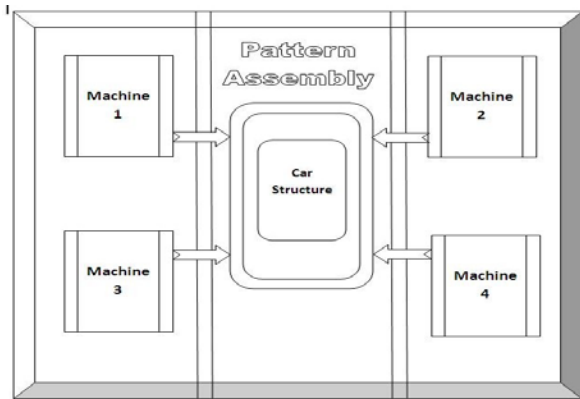 Pattern
Assembly
Machine
1
Machine
2
Car
Structure
Machine
3
Machine
4